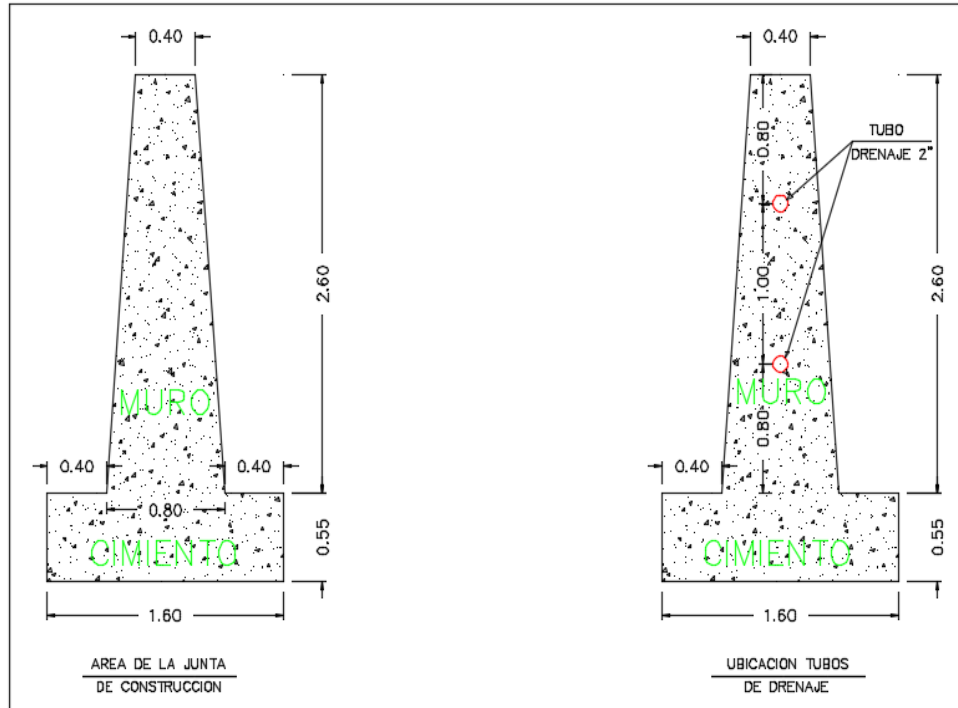 0.40
2.60
MURO
0.40
0.40
0.80
CIMIENTO
0.55
1.60
AREA DE LA JUNTA
DE CONSTRUCCION
0.40
0.80
TUBO
DRENAJE 2"
1.00
2.60
MURO
0.80
0.40
CIMIENTO
0.55
1.60
UBICACION TUBOS
DE DRENAJE